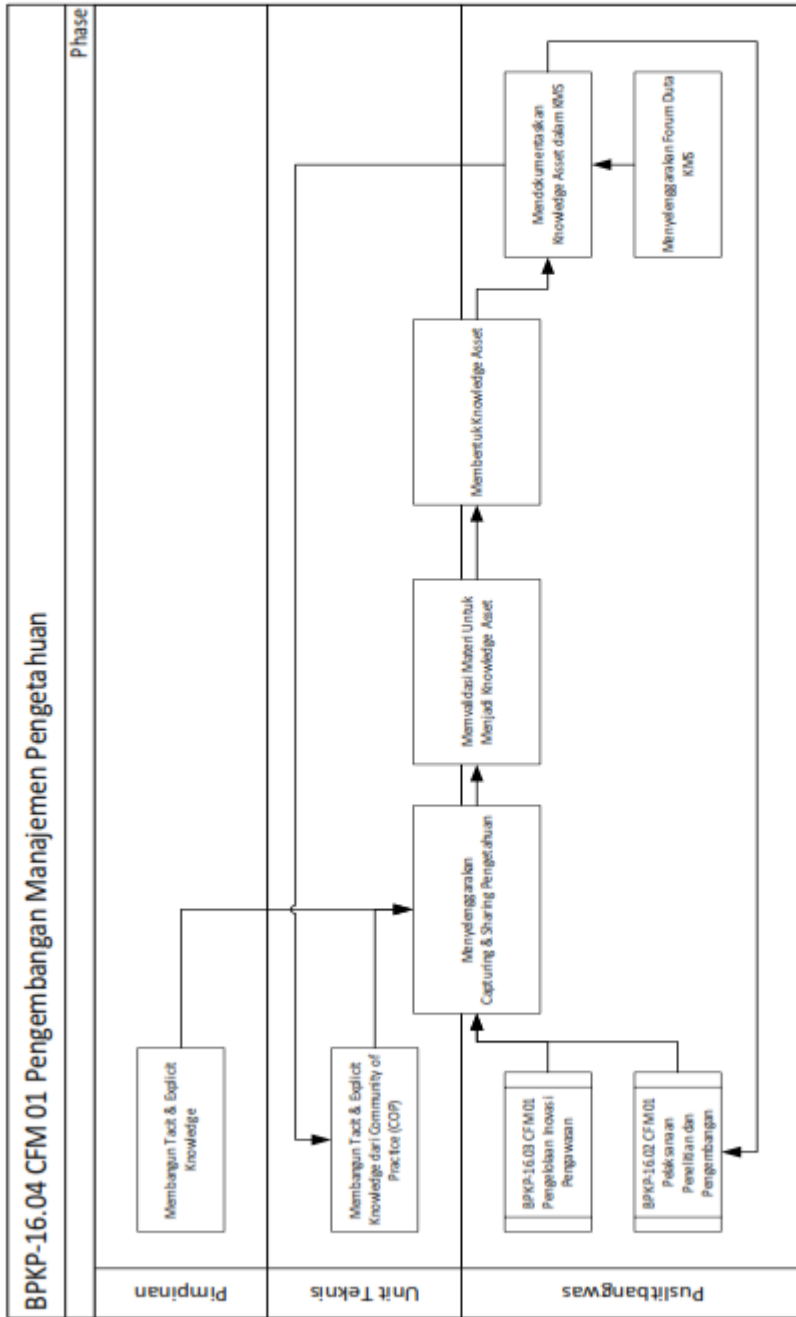 BPKP-16.04 CFM 01 Pengembangan Manajemen Pengetahuan
Phase
Pimpinan
Membangun Tacit & Explicit
Knowledge
Unit Teknis
Membangun Tacit & Explicit
Knowledge dari Community of
Practice (COP)
Puslitbangwas
BPKP-16.03 CFM 01
Pengelolaan Inovasi
Pengawasan
BPKP-16.02 CFM 01
Pelaksanaan
Penelitian dan
Pengembangan
Menyelenggarakan
Capturing & Sharing Pengetahuan
Memvalidasi Materi Untuk
Menjadi Knowledge Asset
Membentuk Knowledge Asset
Mendokumentasikan
Knowledge Asset dalam KMS
Menyelenggarakan Forum Duta
KMS